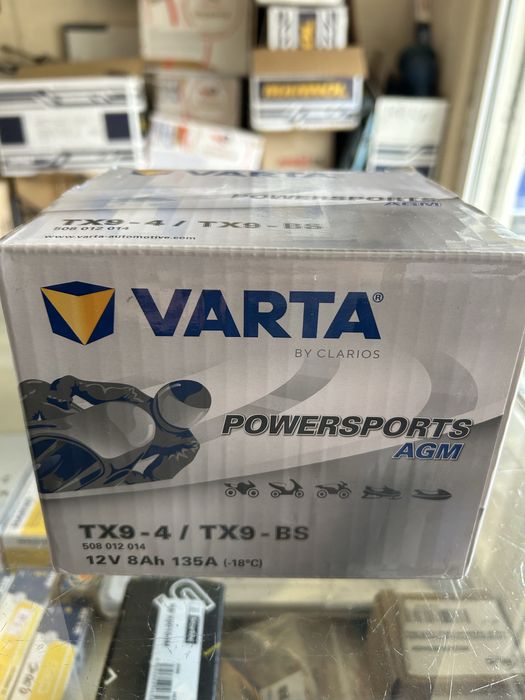 POWERSPORTS
AGM
TX9-4 / TX9-BS
508 012 014
www.varta-automotive.com
VARTA®
BY CLARIOS
POWERSPORTS
AGM
TX9-4 / TX9-BS
508 012 014
12V 8Ah 135A (-18°C)